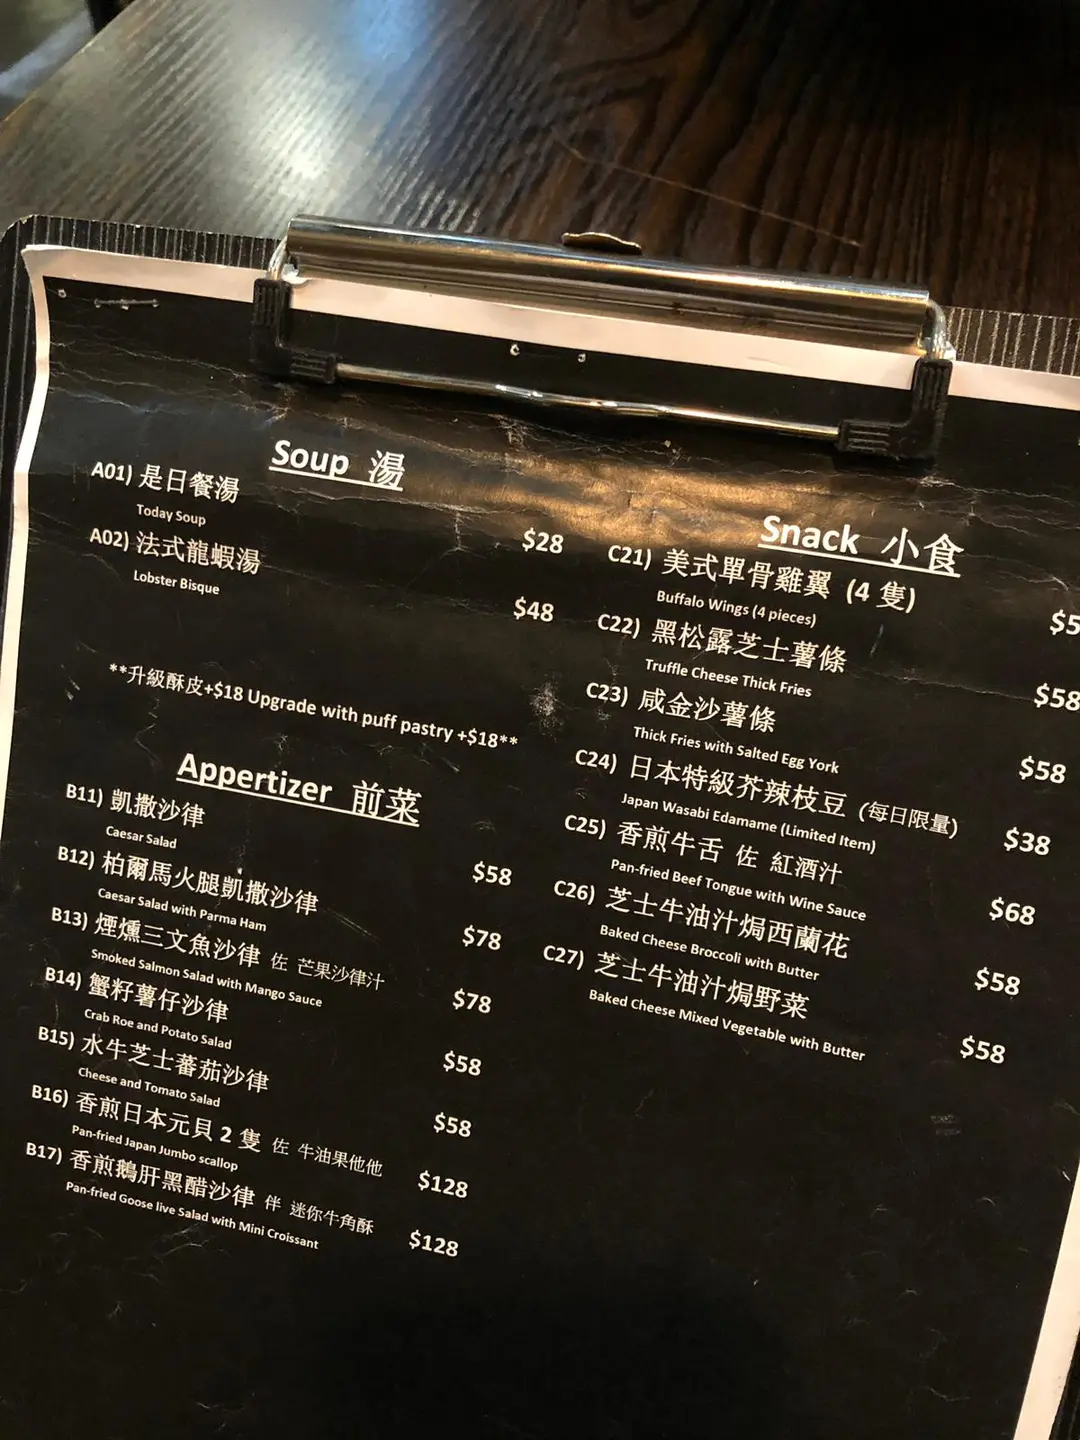 Soup 湯
A01) 是日餐湯
Today Soup
$28
A02) 法式龍蝦湯
Lobster Bisque
$48
**升級酥皮+$18 Upgrade with puff pastry +$18**
Appertizer 前菜
B11) 凱撒沙律
Caesar Salad
$58
B12) 柏爾馬火腿凱撒沙律
Caesar Salad with Parma Ham
$78
B13) 煙燻三文魚沙律 佐 芒果沙律汁
Smoked Salmon Salad with Mango Sauce
$78
B14) 蟹籽薯仔沙律
Crab Roe and Potato Salad
$58
B15) 水牛芝士蕃茄沙律
Cheese and Tomato Salad
$58
B16) 香煎日本元貝 2 隻 佐 牛油果他他
Pan-fried Japan Jumbo scallop
$128
B17) 香煎鵝肝黑醋沙律 伴 迷你牛角酥
Pan-fried Goose live Salad with Mini Croissant
$128
Snack 小食
C21) 美式單骨雞翼 (4 隻)
Buffalo Wings (4 pieces)
C22) 黑松露芝士薯條
Truffle Cheese Thick Fries
$58
C23) 咸金沙薯條
Thick Fries with Salted Egg York
$58
C24) 日本特級芥辣枝豆 (每日限量)
Japan Wasabi Edamame (Limited Item)
$38
C25) 香煎牛舌 佐 紅酒汁
Pan-fried Beef Tongue with Wine Sauce
$68
C26) 芝士牛油汁焗西蘭花
Baked Cheese Broccoli with Butter
$58
C27) 芝士牛油汁焗野菜
Baked Cheese Mixed Vegetable with Butter
$58